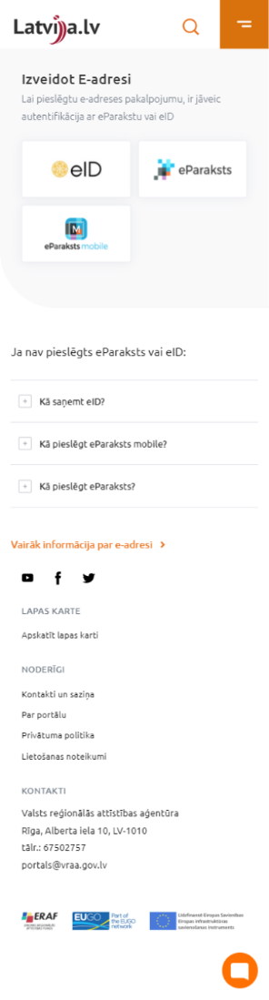 Latvija.lv
Izveidot E-adresi
Lai pieslēgtu e-adreses pakalpojumu, ir jāveic
autentifikācija ar eParakstu vai eID
eID
eParaksts
M
eParaksts mobile
Ja nav pieslēgts eParaksts vai eID:
Kā saņemt eID?
Kā pieslēgt eParaksts mobile?
Kā pieslēgt eParaksts?
Vairāk informācija par e-adresi
LAPAS KARTE
Apskatīt lapas karti
NODERĪGI
Kontakti un saziņa
Par portālu
Privātuma politika
Lietošanas noteikumi
KONTAKTI
Valsts reģionālās attīstības aģentūra
Rīga, Alberta iela 10, LV-1010
tālr.: 67502757
portals@vraa.gov.lv
ERAF
EUGO
Part of
the EUGO
network
Līdzfinansē Eiropas Savienības
Eiropas infrastruktūras
savienošanas instruments